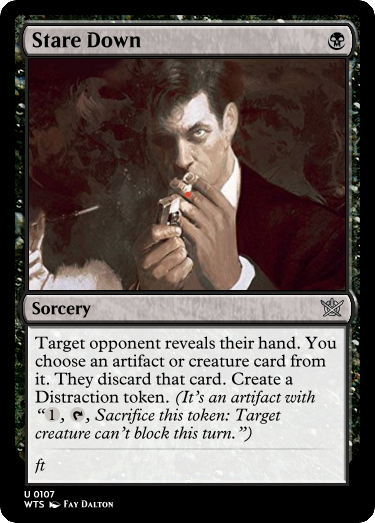 Stare Down
Sorcery
Target opponent reveals their hand. You
choose an artifact or creature card from
it. They discard that card. Create a
Distraction token. (It's an artifact with
“1, , Sacrifice this token: Target
creature can't block this turn.”)
ft
U 0107
WTS Fay Dalton